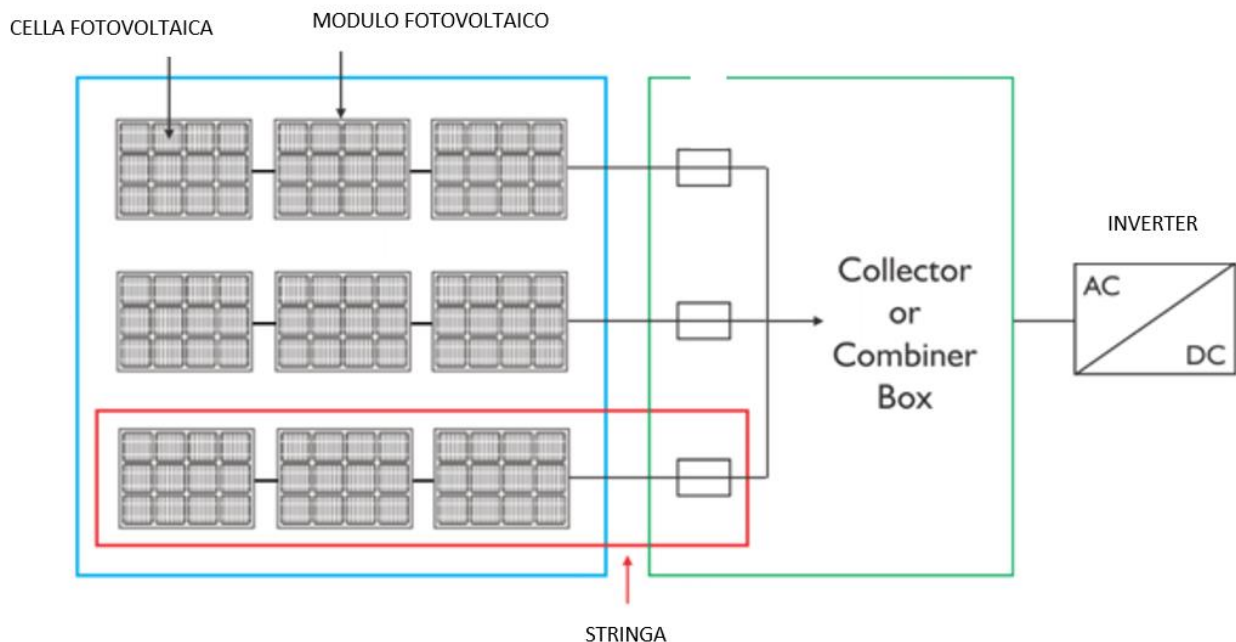 CELLA FOTOVOLTAICA
MODULO FOTOVOLTAICO
INVERTER
Collector
or
Combiner
Box
AC
DC
STRINGA